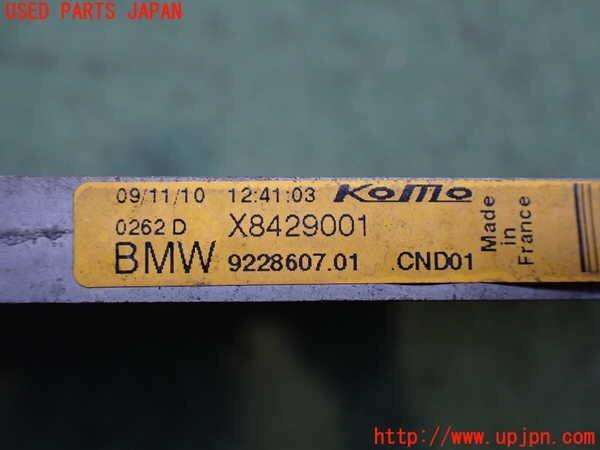 USED PARTS JAPAN
09/11/10 12:41:03 KoMo
0262 D X8429001
BMW 9228607.01 .CND01
Made
in
France
http://www.upjpn.com/